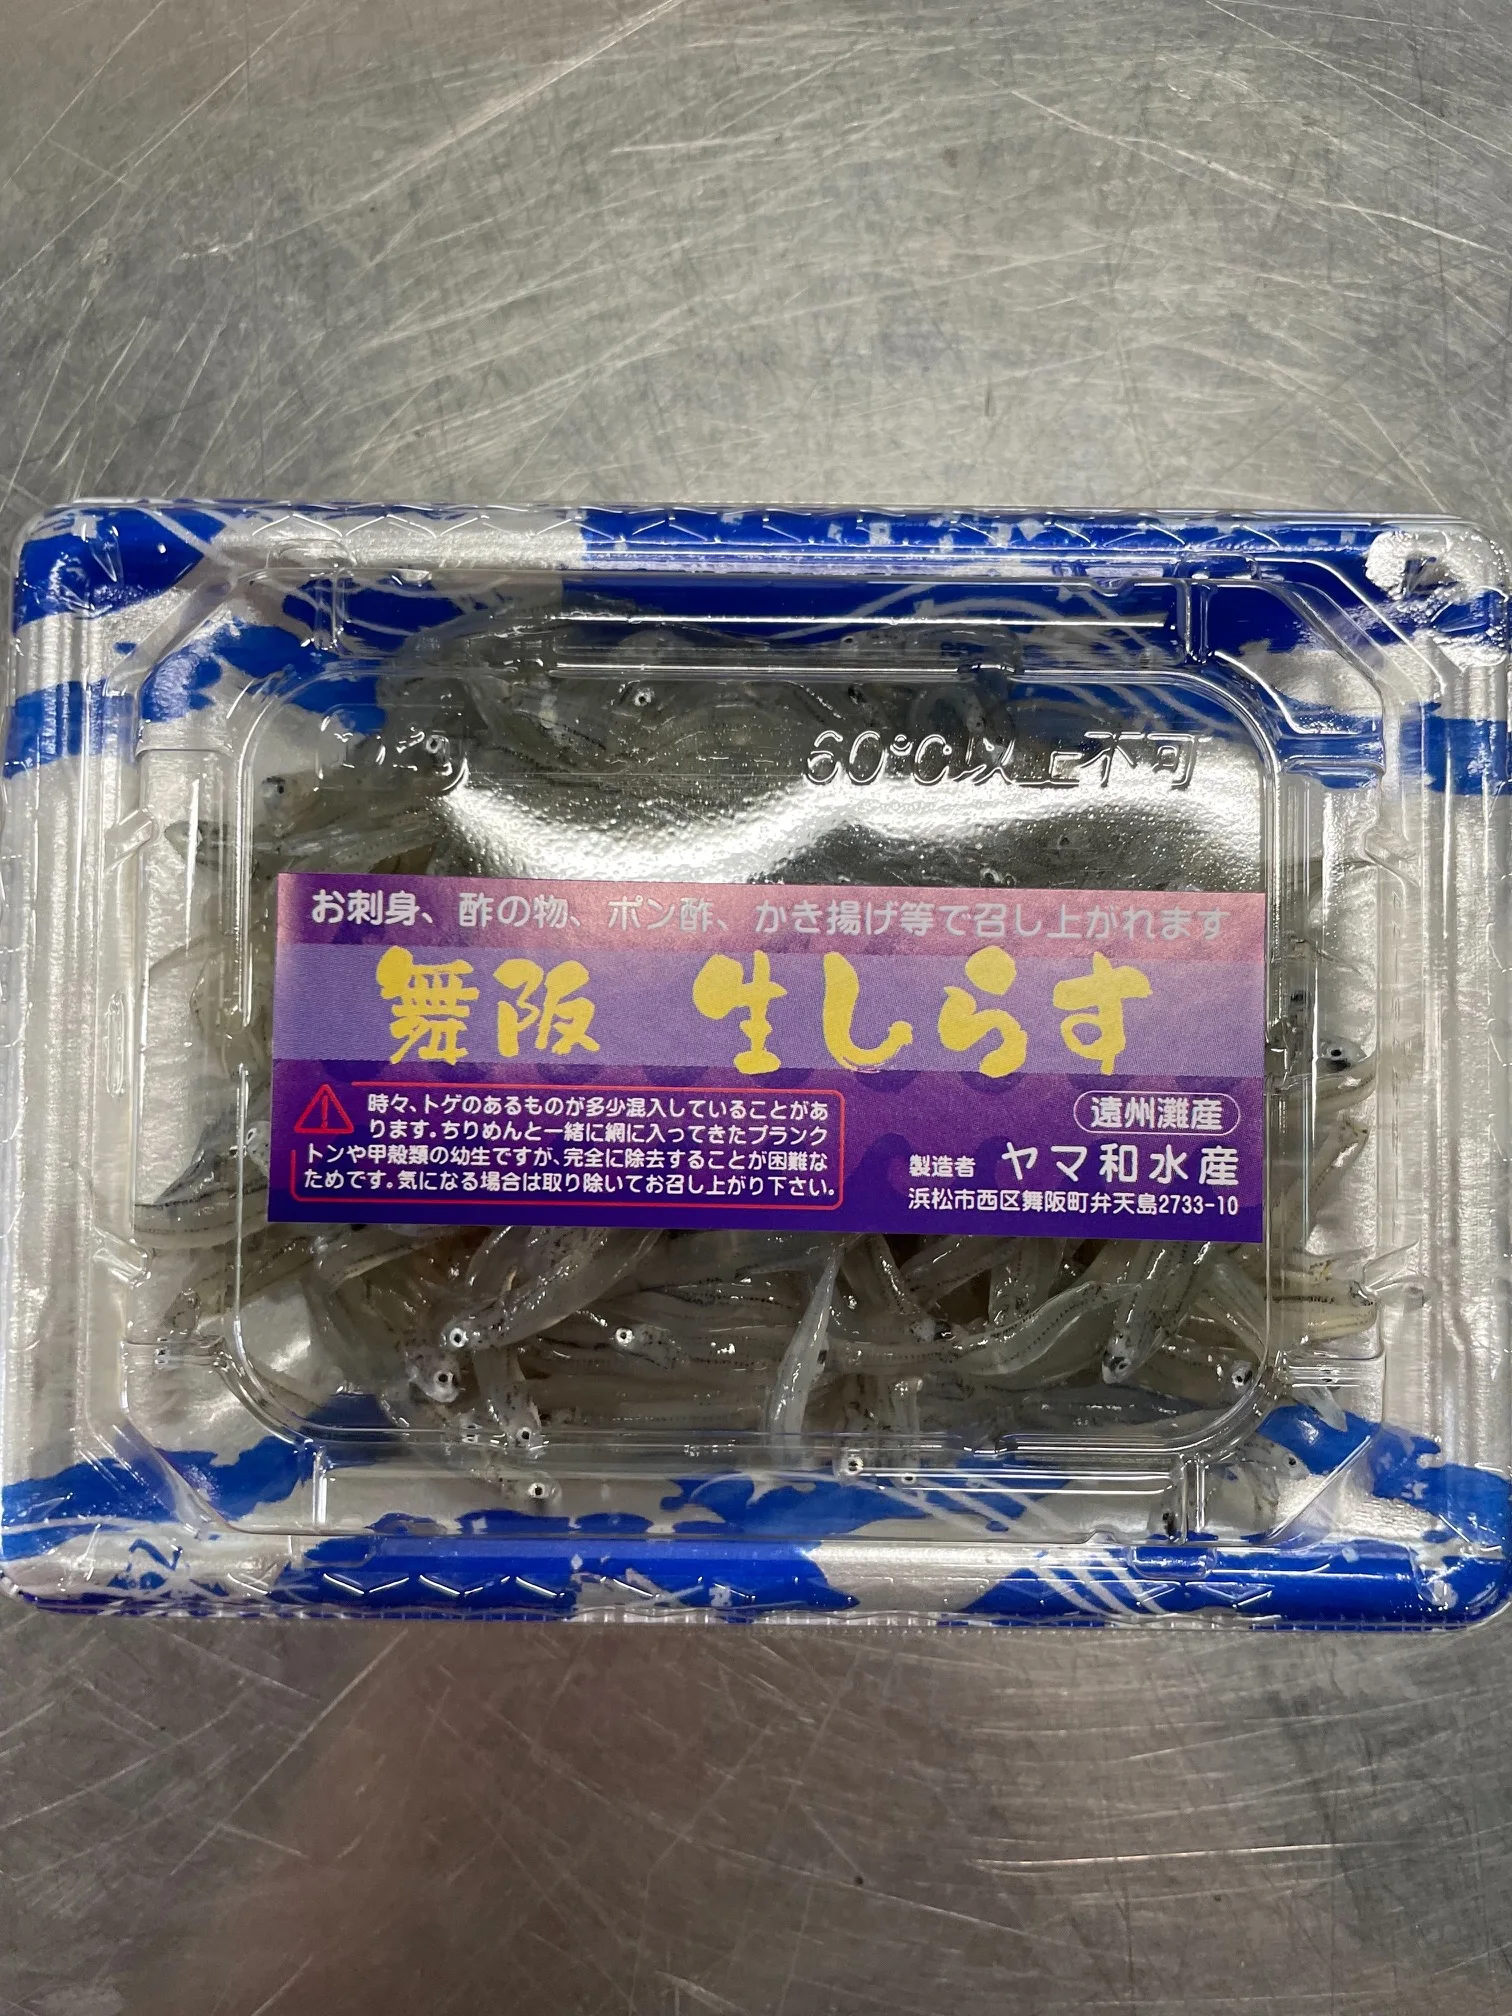 60℃以上不可
お刺身、酢の物、ポン酢、かき揚げ等で召し上がれます
舞阪 生しらす
時々、トゲのあるものが多少混入していることがあ
ります。ちりめんと一緒に網に入ってきたプランク
トンや甲殻類の幼生ですが、完全に除去することが困難な
ためです。気になる場合は取り除いてお召し上がり下さい。
遠州灘産
製造者 ヤマ和水産
浜松市西区舞阪町弁天島2733-10